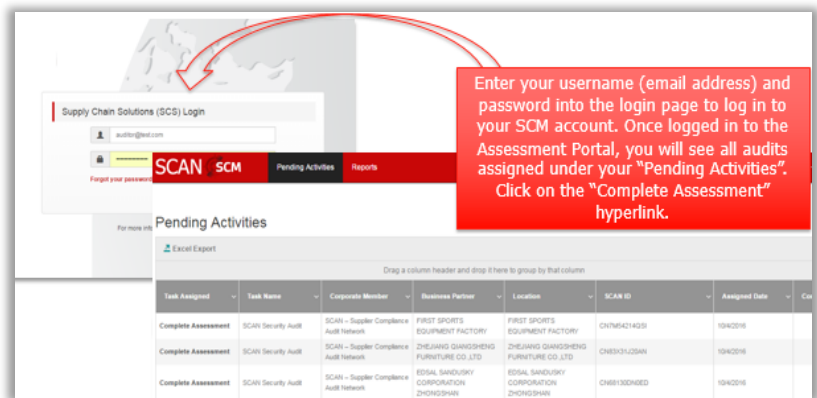 Enter your username (email address) and
password into the login page to log in to
your SCM account. Once logged in to the
Assessment Portal, you will see all audits
assigned under your “Pending Activities”.
Click on the “Complete Assessment”
hyperlink.
Supply Chain Solutions (SCS) Login
auditor@test.com
Forgot your password
For more info
SCAN SCM Pending Activities Reports
Pending Activities
Excel Export
Drag a column header and drop it here to group by that column
Task Assigned Task Name Corporate Member Business Partner Location SCAN ID Assigned Date
Complete Assessment SCAN Security Audit SCAN – Supplier Compliance Audit Network FIRST SPORTS EQUIPMENT FACTORY FIRST SPORTS EQUIPMENT FACTORY 10/4/2016
Complete Assessment SCAN Security Audit SCAN – Supplier Compliance Audit Network ZHEJIANG QIANGSHENG FURNITURE CO.,LTD ZHEJIANG QIANGSHENG FURNITURE CO.,LTD 10/4/2016
Complete Assessment SCAN Security Audit SCAN – Supplier Compliance Audit Network EDSAL SANDUSKY CORPORATION ZHONGSHAN EDSAL SANDUSKY CORPORATION ZHONGSHAN 10/4/2016